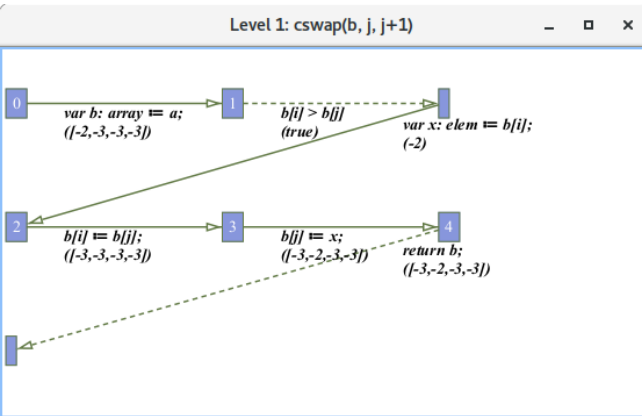 Level 1: cswap(b, j, j+1)
0
1
var b: array ≔ a;
([-2,-3,-3,-3])
b[i] > b[j]
(true)
var x: elem ≔ b[i];
(-2)
2
3
4
b[i] ≔ b[j];
([-3,-3,-3,-3])
b[j] ≔ x;
([-3,-2,-3,-3])
return b;
([-3,-2,-3,-3])